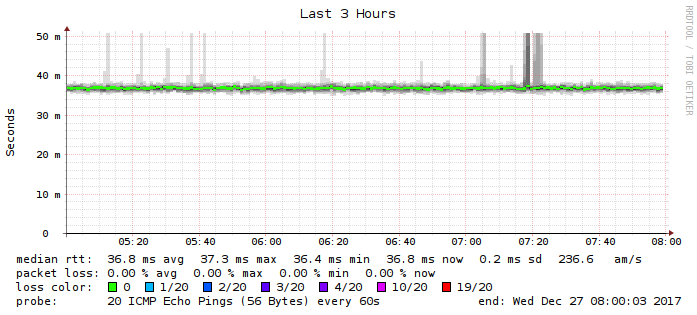 Last 3 Hours
RRDTOOL / TOBI OETIKER
Seconds
50 m
40 m
30 m
20 m
10 m
0
05:20 05:40 06:00 06:20 06:40 07:00 07:20 07:40 08:00
median rtt: 36.8 ms avg 37.3 ms max 36.4 ms min 36.8 ms now 0.2 ms sd 236.6 am/s
packet loss: 0.00 % avg 0.00 % max 0.00 % min 0.00 % now
loss color: 0 1/20 2/20 3/20 4/20 10/20 19/20
probe: 20 ICMP Echo Pings (56 Bytes) every 60s end: Wed Dec 27 08:00:03 2017